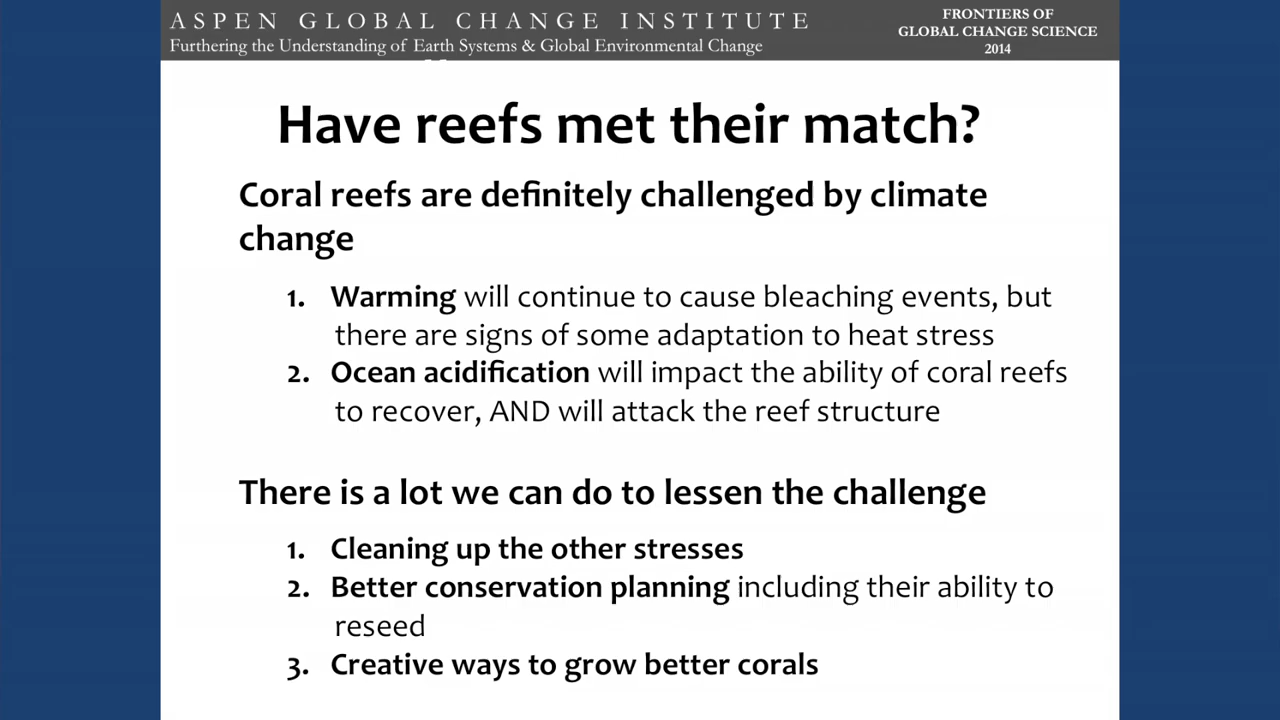 ASPEN GLOBAL CHANGE INSTITUTE
Furthering the Understanding of Earth Systems & Global Environmental Change
FRONTIERS OF
GLOBAL CHANGE SCIENCE
2014
Have reefs met their match?
Coral reefs are definitely challenged by climate
change
1. Warming will continue to cause bleaching events, but
there are signs of some adaptation to heat stress
2. Ocean acidification will impact the ability of coral reefs
to recover, AND will attack the reef structure
There is a lot we can do to lessen the challenge
1. Cleaning up the other stresses
2. Better conservation planning including their ability to
reseed
3. Creative ways to grow better corals